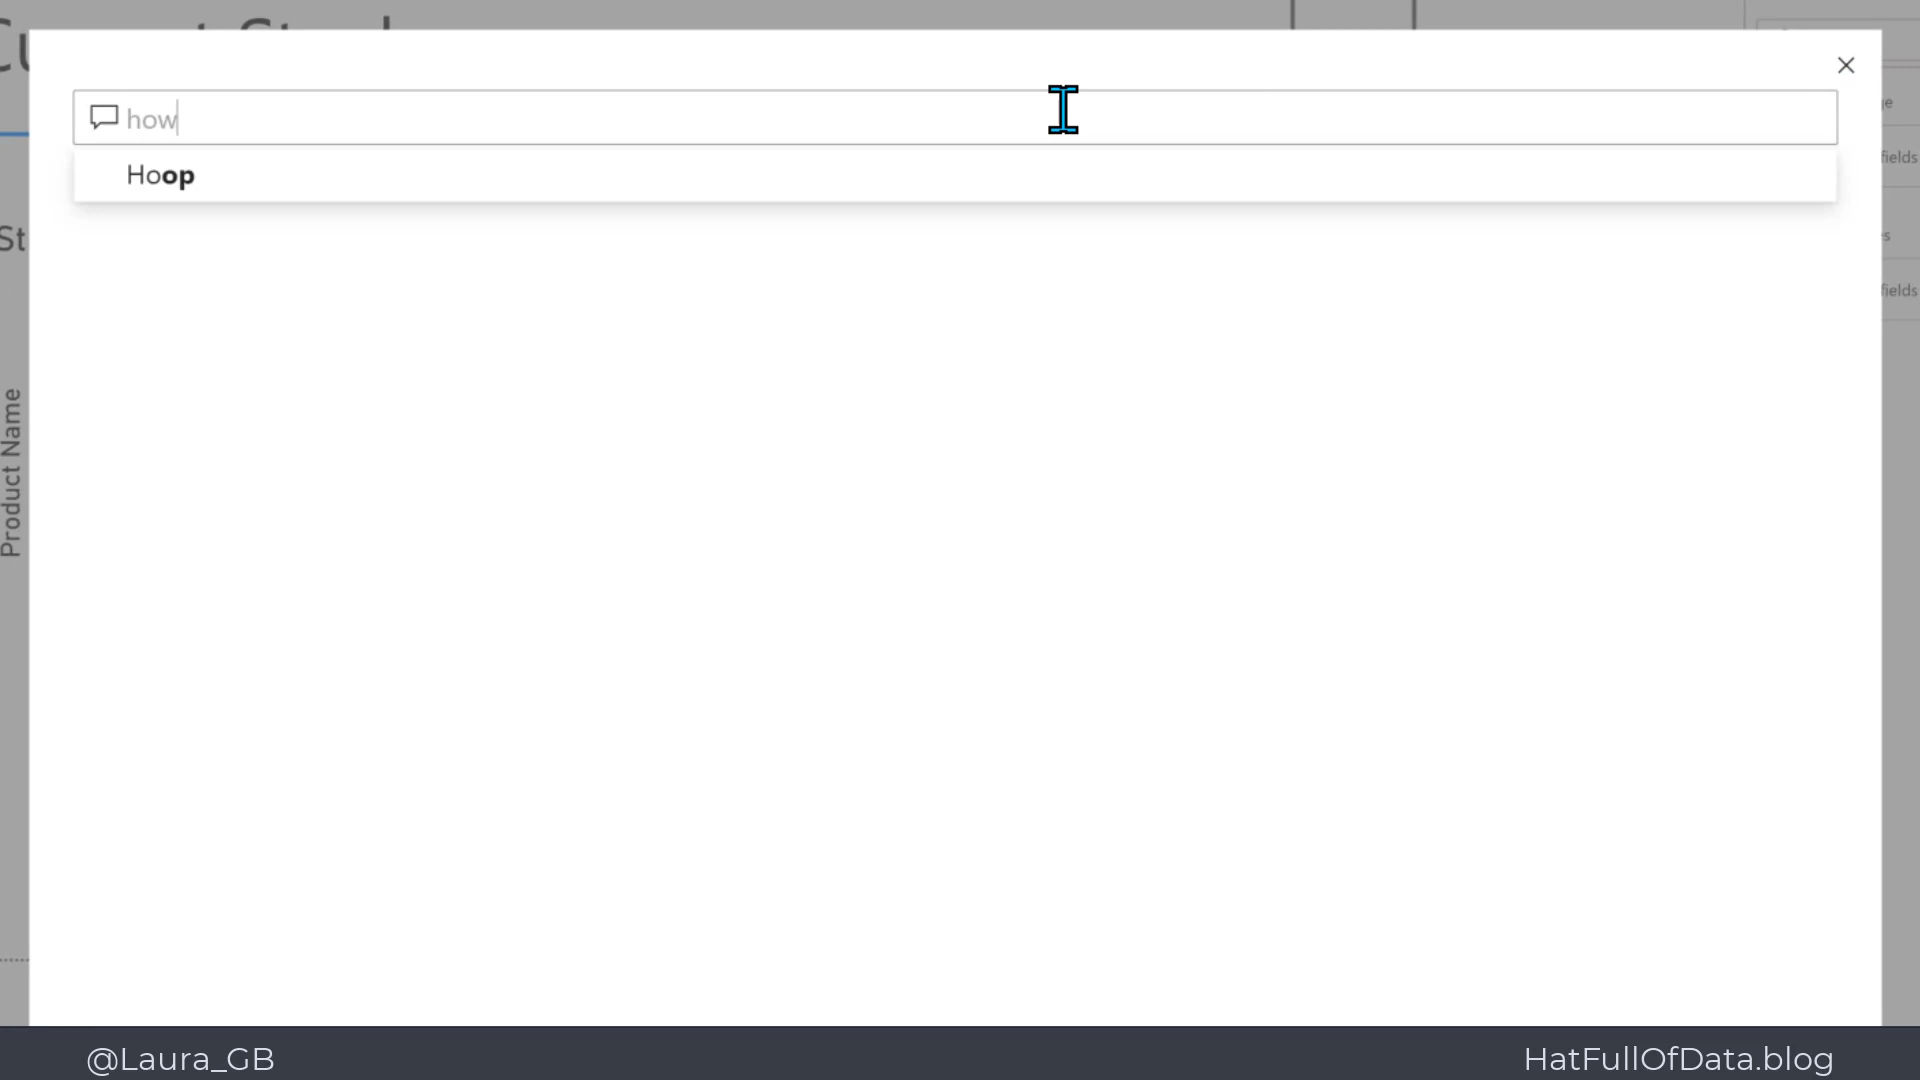 how
Hoop
St
Product Name
fields
fields
@Laura_GB
HatFullOfData.blog